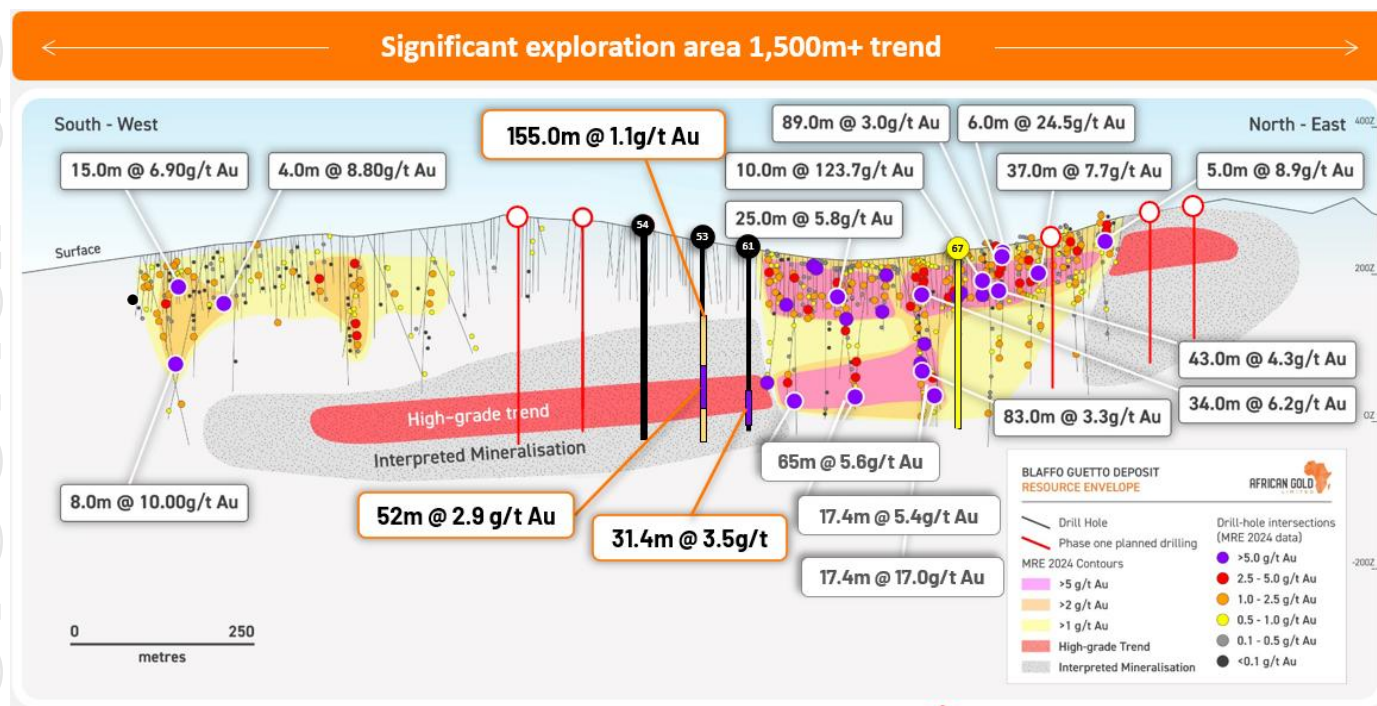 Significant exploration area 1,500m+ trend
South - West
North - East
400Z
155.0m @ 1.1g/t Au
89.0m @ 3.0g/t Au
6.0m @ 24.5g/t Au
15.0m @ 6.90g/t Au
4.0m @ 8.80g/t Au
10.0m @ 123.7g/t Au
37.0m @ 7.7g/t Au
5.0m @ 8.9g/t Au
25.0m @ 5.8g/t Au
54
53
61
67
Surface
200Z
43.0m @ 4.3g/t Au
34.0m @ 6.2g/t Au
83.0m @ 3.3g/t Au
0Z
High-grade trend
Interpreted Mineralisation
65m @ 5.6g/t Au
8.0m @ 10.00g/t Au
52m @ 2.9 g/t Au
31.4m @ 3.5g/t
17.4m @ 5.4g/t Au
17.4m @ 17.0g/t Au
-200Z
BLAFFO GUETTO DEPOSIT
RESOURCE ENVELOPE
AFRICAN GOLD
LIMITED
Drill Hole
Phase one planned drilling
MRE 2024 Contours
>5 g/t Au
>2 g/t Au
>1 g/t Au
High-grade Trend
Interpreted Mineralisation
Drill-hole intersections
(MRE 2024 data)
>5.0 g/t Au
2.5 - 5.0 g/t Au
1.0 - 2.5 g/t Au
0.5 - 1.0 g/t Au
0.1 - 0.5 g/t Au
<0.1 g/t Au
0
250
metres